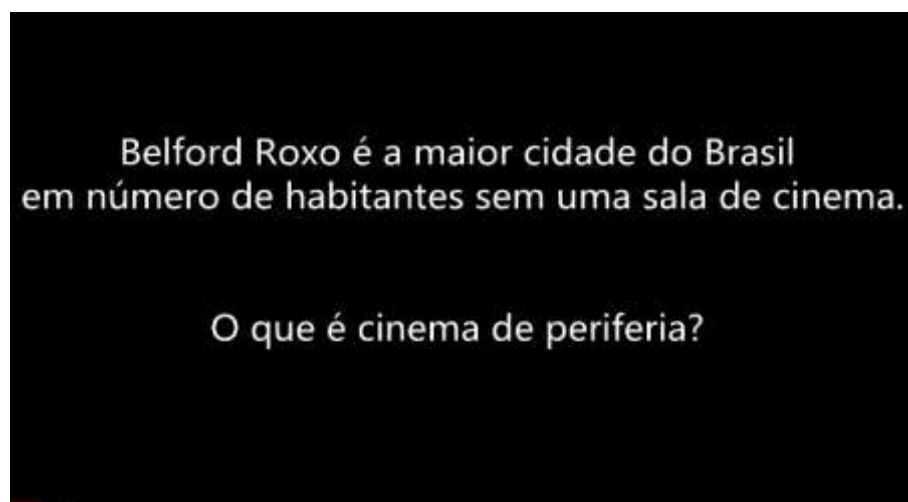 Belford Roxo é a maior cidade do Brasil
em número de habitantes sem uma sala de cinema.
O que é cinema de periferia?